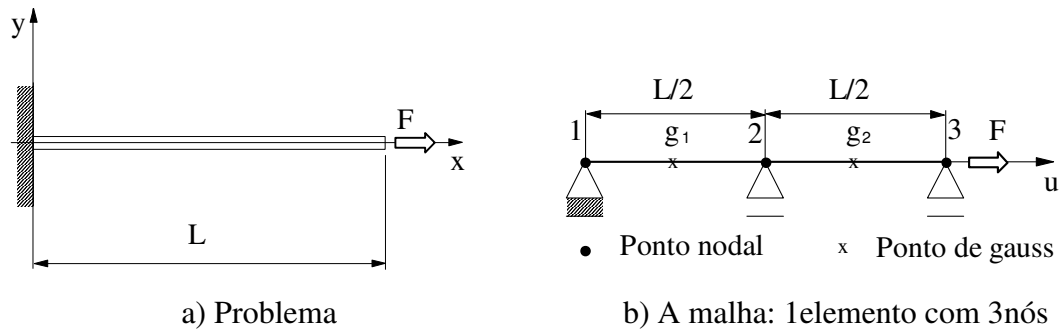 y
F
x
L
a) Problema
L/2 L/2
1 g₁ 2 g₂ 3 F
u
• Ponto nodal x Ponto de gauss
b) A malha: 1elemento com 3nós